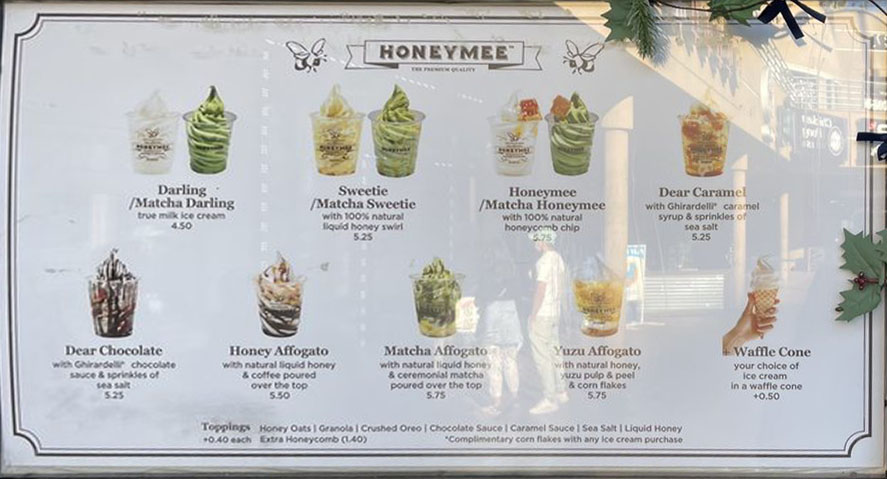 HONEYMEE™
THE PREMIUM QUALITY
Darling
/Matcha Darling
true milk ice cream
4.50
Sweetie
/Matcha Sweetie
with 100% natural
liquid honey swirl
5.25
Honeymee
/Matcha Honeymee
with 100% natural
honeycomb chip
5.75
Dear Caramel
with Ghirardelli® caramel
syrup & sprinkles of
sea salt
5.25
Dear Chocolate
with Ghirardelli® chocolate
sauce & sprinkles of
sea salt
5.25
Honey Affogato
with natural liquid honey
& coffee poured
over the top
5.50
Matcha Affogato
with natural liquid honey
& ceremonial matcha
poured over the top
5.75
Yuzu Affogato
with natural honey,
yuzu pulp & peel
& corn flakes
5.75
+ Waffle Cone
your choice of
ice cream
in a waffle cone
+0.50
Toppings Honey Oats | Granola | Crushed Oreo | Chocolate Sauce | Caramel Sauce | Sea Salt | Liquid Honey
+0.40 each Extra Honeycomb (1.40) *Complimentary corn flakes with any ice cream purchase